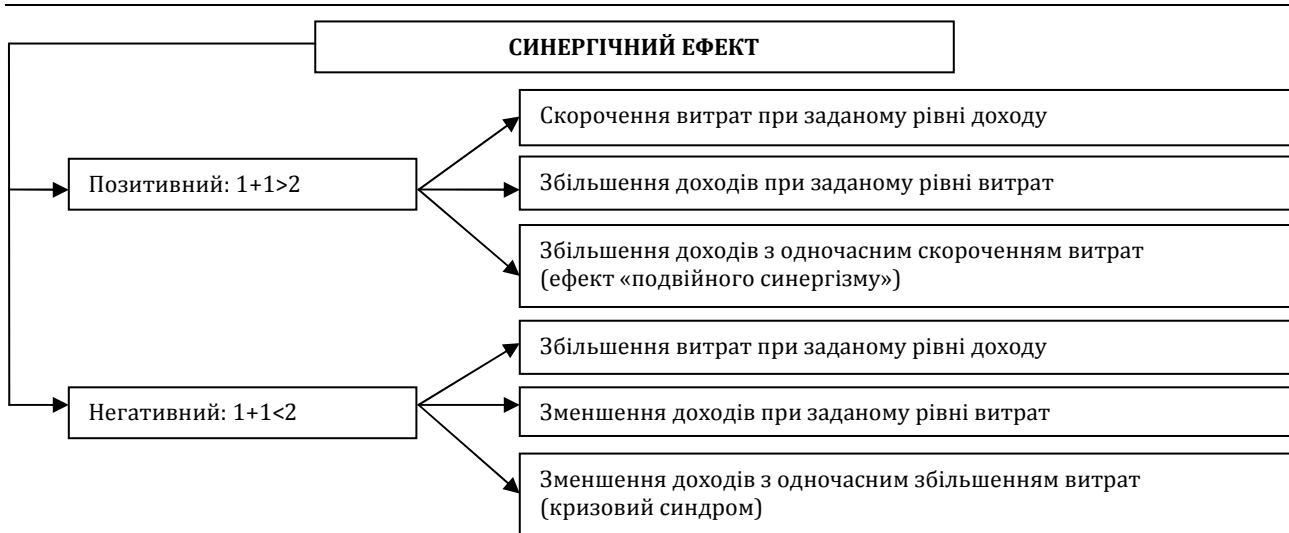 СИНЕРГІЧНИЙ ЕФЕКТ
Скорочення витрат при заданому рівні доходу
Позитивний: 1+1>2
Збільшення доходів при заданому рівні витрат
Збільшення доходів з одночасним скороченням витрат
(ефект «подвійного синергізму»)
Збільшення витрат при заданому рівні доходу
Негативний: 1+1<2
Зменшення доходів при заданому рівні витрат
Зменшення доходів з одночасним збільшенням витрат
(кризовий синдром)